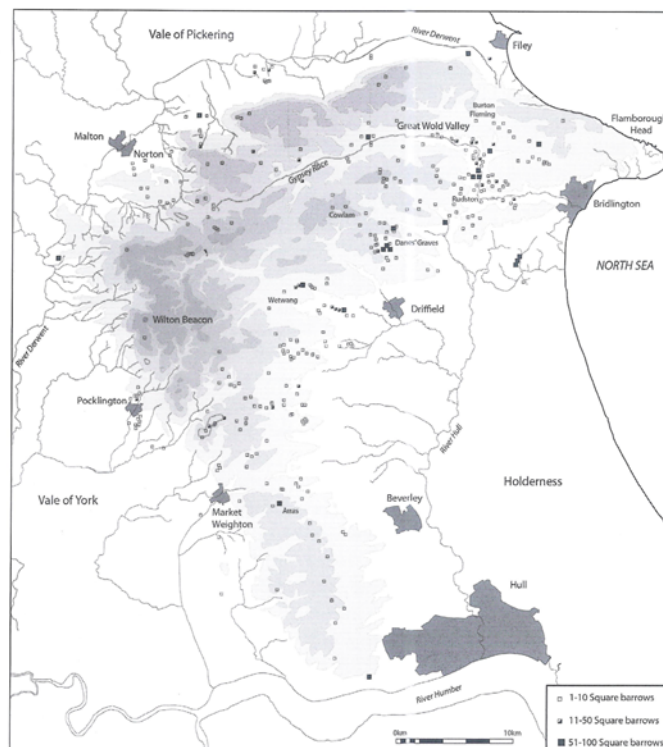 Vale of Pickering
River Derwent
Filey
Burton
Fleming
Flamborough
Head
Malton
Great Wold Valley
Norton
Gypsey Race
Rudston
Bridlington
Cowlam
Danes' Graves
NORTH SEA
Wetwang
Driffield
Wilton Beacon
River Derwent
Pocklington
River Hull
Holderness
Vale of York
Beverley
Market
Weighton
Arras
Hull
River Humber
0km
10km
1-10 Square barrows
11-50 Square barrows
51-100 Square barrows